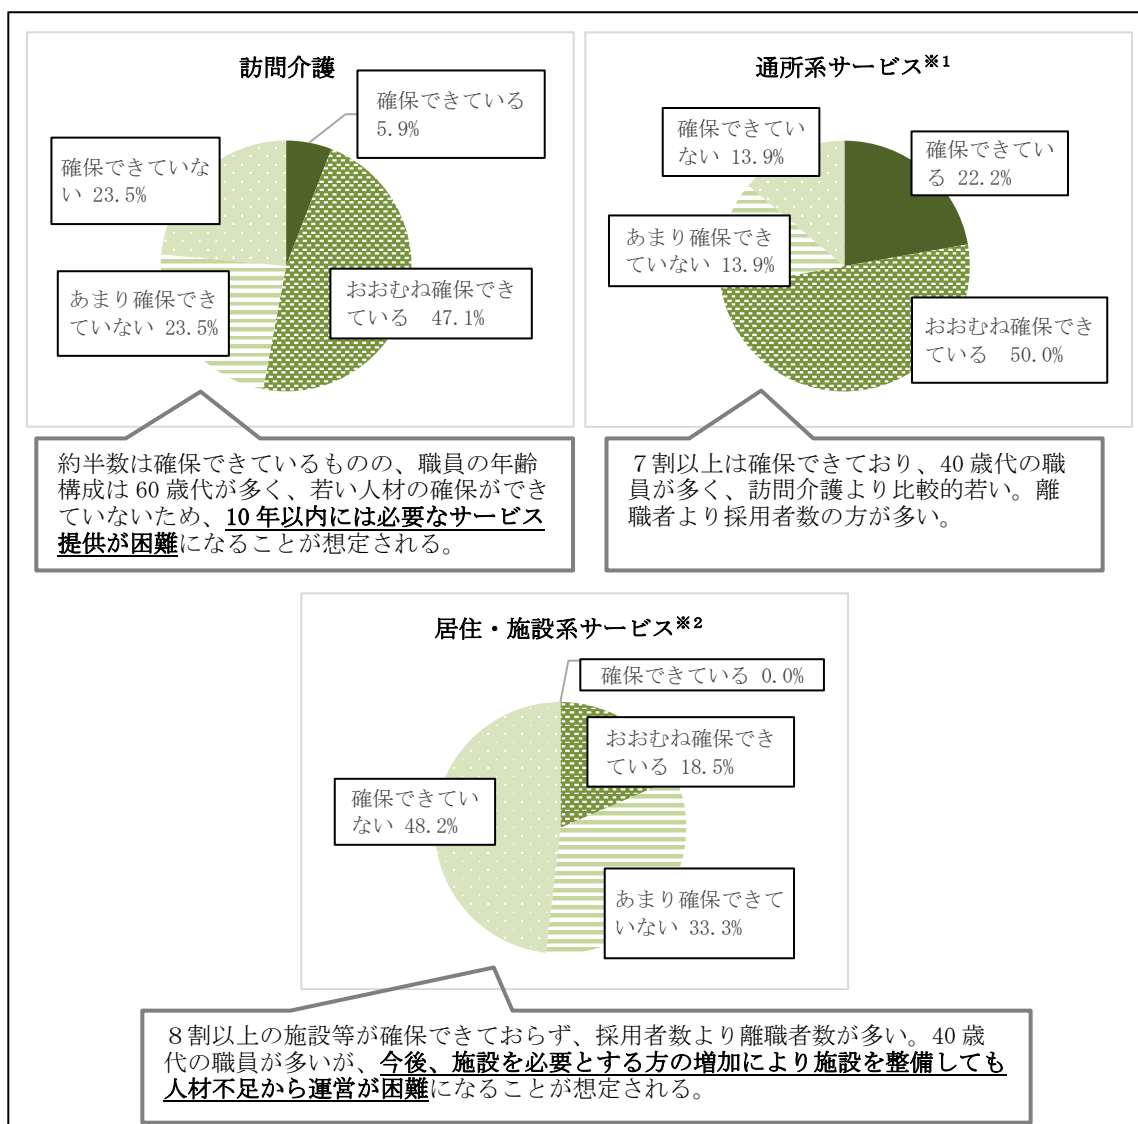 訪問介護
確保できている
5.9%
確保できていな
い 23.5%
あまり確保でき
ていない 23.5%
おおむね確保でき
ている 47.1%
約半数は確保できているものの、職員の年齢
構成は 60 歳代が多く、若い人材の確保ができ
ていないため、10 年以内には必要なサービス
提供が困難になることが想定される。
通所系サービス※1
確保できてい
ない 13.9%
確保できてい
る 22.2%
あまり確保でき
ていない 13.9%
おおむね確保でき
ている 50.0%
7割以上は確保できており、40 歳代の職
員が多く、訪問介護より比較的若い。離
職者より採用者数の方が多い。
居住・施設系サービス※2
確保できている 0.0%
おおむね確保でき
ている 18.5%
確保できてい
ない 48.2%
あまり確保できて
いない 33.3%
8割以上の施設等が確保できておらず、採用者数より離職者数が多い。40 歳
代の職員が多いが、今後、施設を必要とする方の増加により施設を整備しても
人材不足から運営が困難になることが想定される。